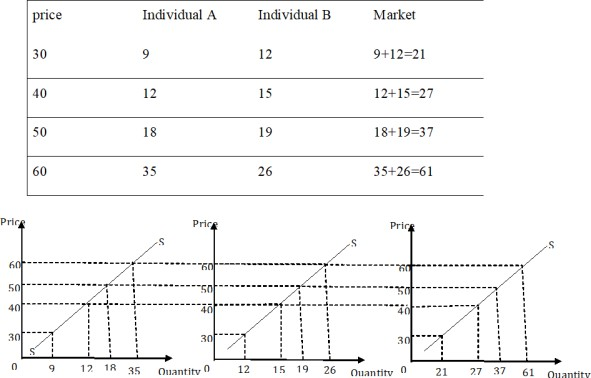 price Individual A Individual B Market
30 9 12 9+12=21
40 12 15 12+15=27
50 18 19 18+19=37
60 35 26 35+26=61
Price
S
60
50
40
30
S
0
9 12 18 35 Quantity
Price
S
60
50
40
30
0
12 15 19 26 Quantity
Price
S
60
50
40
30
0
21 27 37 61 Quantity